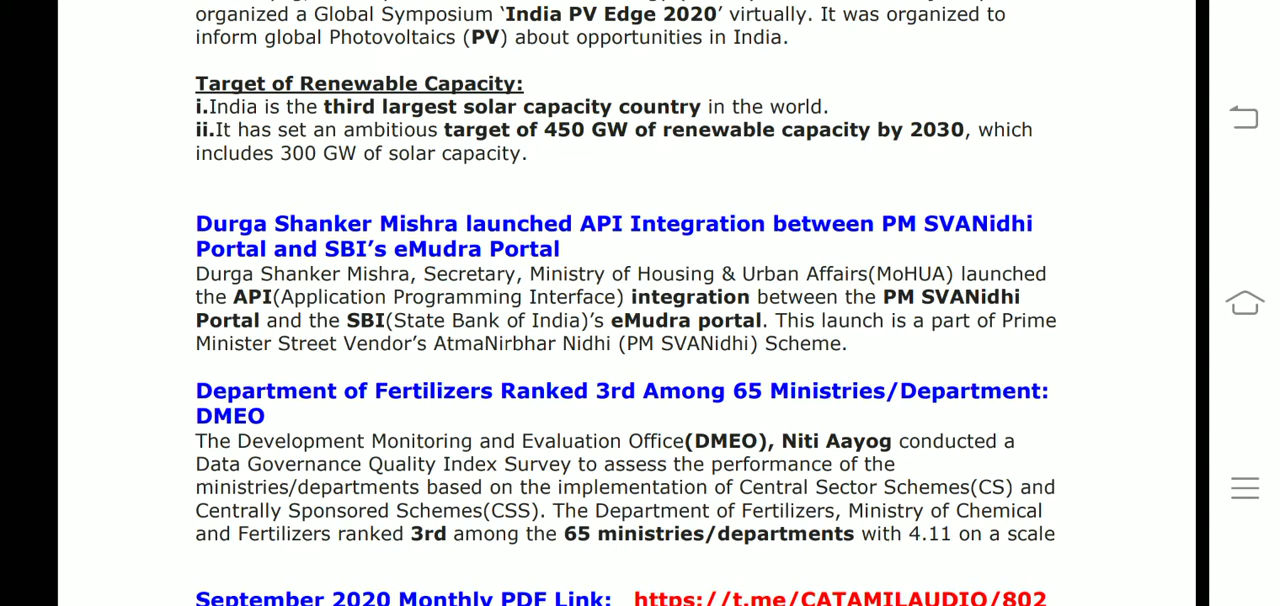 organized a Global Symposium ‘India PV Edge 2020’ virtually. It was organized to
inform global Photovoltaics (PV) about opportunities in India.
Target of Renewable Capacity:
i.India is the third largest solar capacity country in the world.
ii.It has set an ambitious target of 450 GW of renewable capacity by 2030, which
includes 300 GW of solar capacity.
Durga Shanker Mishra launched API Integration between PM SVANidhi
Portal and SBI’s eMudra Portal
Durga Shanker Mishra, Secretary, Ministry of Housing & Urban Affairs(MoHUA) launched
the API(Application Programming Interface) integration between the PM SVANidhi
Portal and the SBI(State Bank of India)’s eMudra portal. This launch is a part of Prime
Minister Street Vendor’s AtmaNirbhar Nidhi (PM SVANidhi) Scheme.
Department of Fertilizers Ranked 3rd Among 65 Ministries/Department:
DMEO
The Development Monitoring and Evaluation Office(DMEO), Niti Aayog conducted a
Data Governance Quality Index Survey to assess the performance of the
ministries/departments based on the implementation of Central Sector Schemes(CS) and
Centrally Sponsored Schemes(CSS). The Department of Fertilizers, Ministry of Chemical
and Fertilizers ranked 3rd among the 65 ministries/departments with 4.11 on a scale
September 2020 Monthly PDF Link: https://t.me/CATAMILAUDIO/802